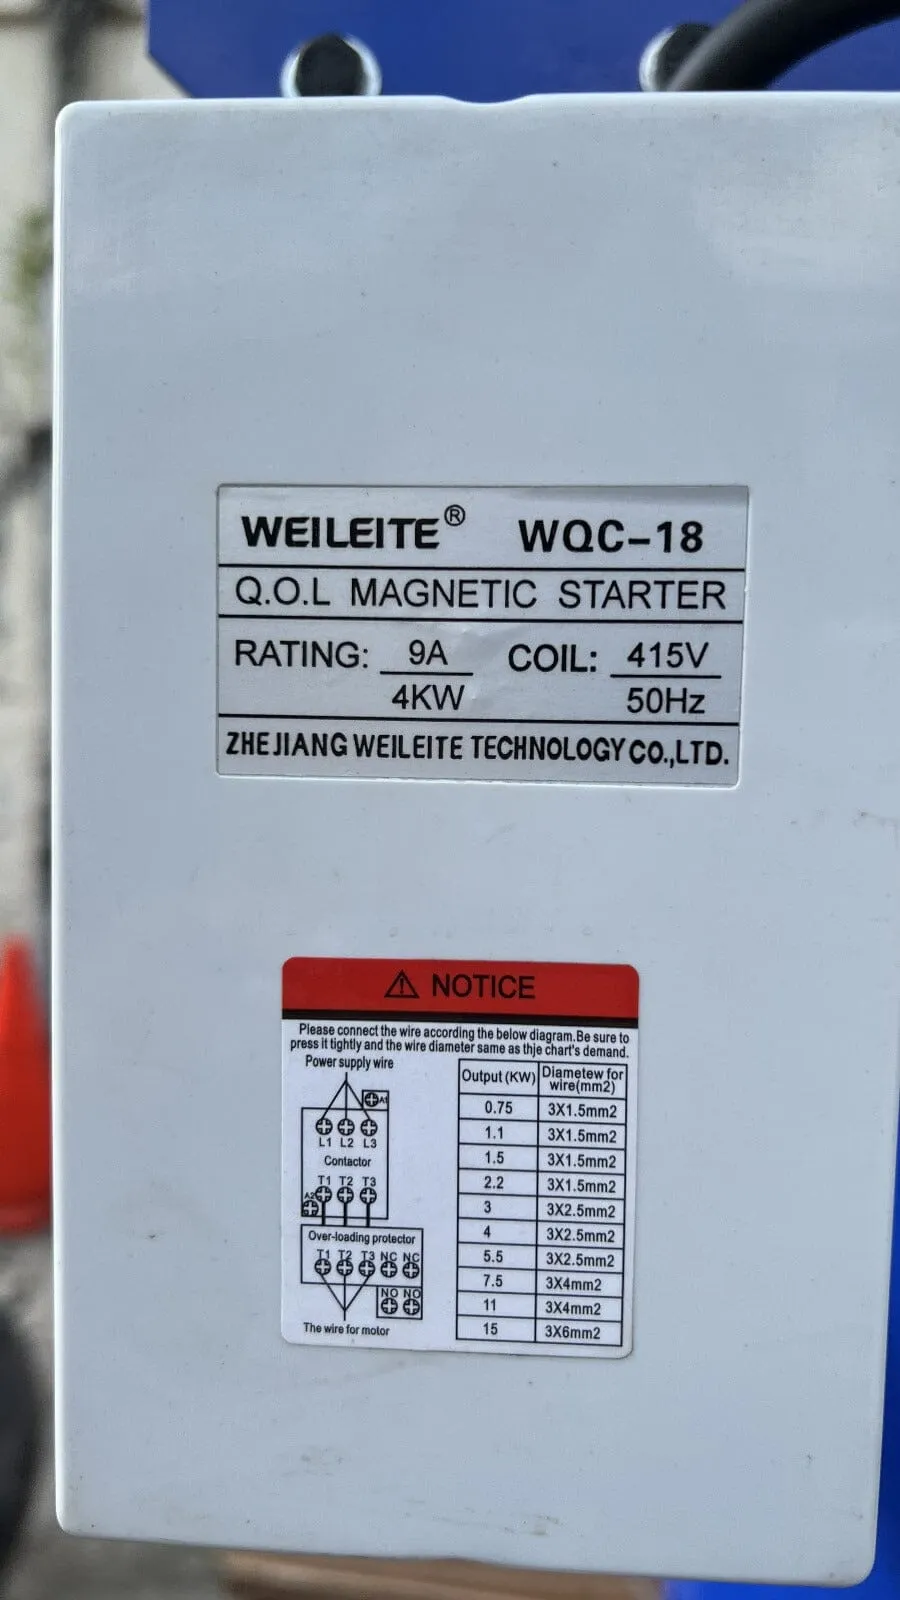 WEILEITE® WQC-18
Q.O.L MAGNETIC STARTER
RATING: 9A COIL: 415V
4KW 50Hz
ZHEJIANG WEILEITE TECHNOLOGY CO.,LTD.
⚠ NOTICE
Please connect the wire according the below diagram.Be sure to
press it tightly and the wire diameter same as thje chart's demand.
Power supply wire
A1
L1 L2 L3
Contactor
T1 T2 T3
A2
Over-loading protector
T1 T2 T3 NC NC
NO NO
The wire for motor
Output (KW) Diametew for
wire(mm2)
0.75 3X1.5mm2
1.1 3X1.5mm2
1.5 3X1.5mm2
2.2 3X1.5mm2
3 3X2.5mm2
4 3X2.5mm2
5.5 3X2.5mm2
7.5 3X4mm2
11 3X4mm2
15 3X6mm2